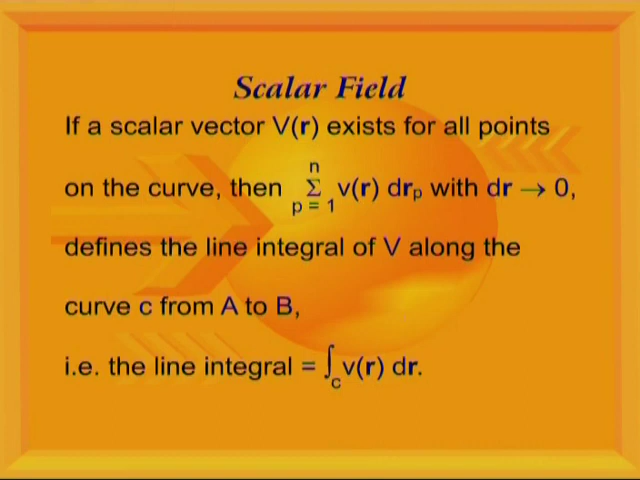 Scalar Field
If a scalar vector V(r) exists for all points
on the curve, then n Σ p = 1 v(r) drp with dr → 0,
defines the line integral of V along the
curve c from A to B,
i.e. the line integral = ∫c v(r) dr.